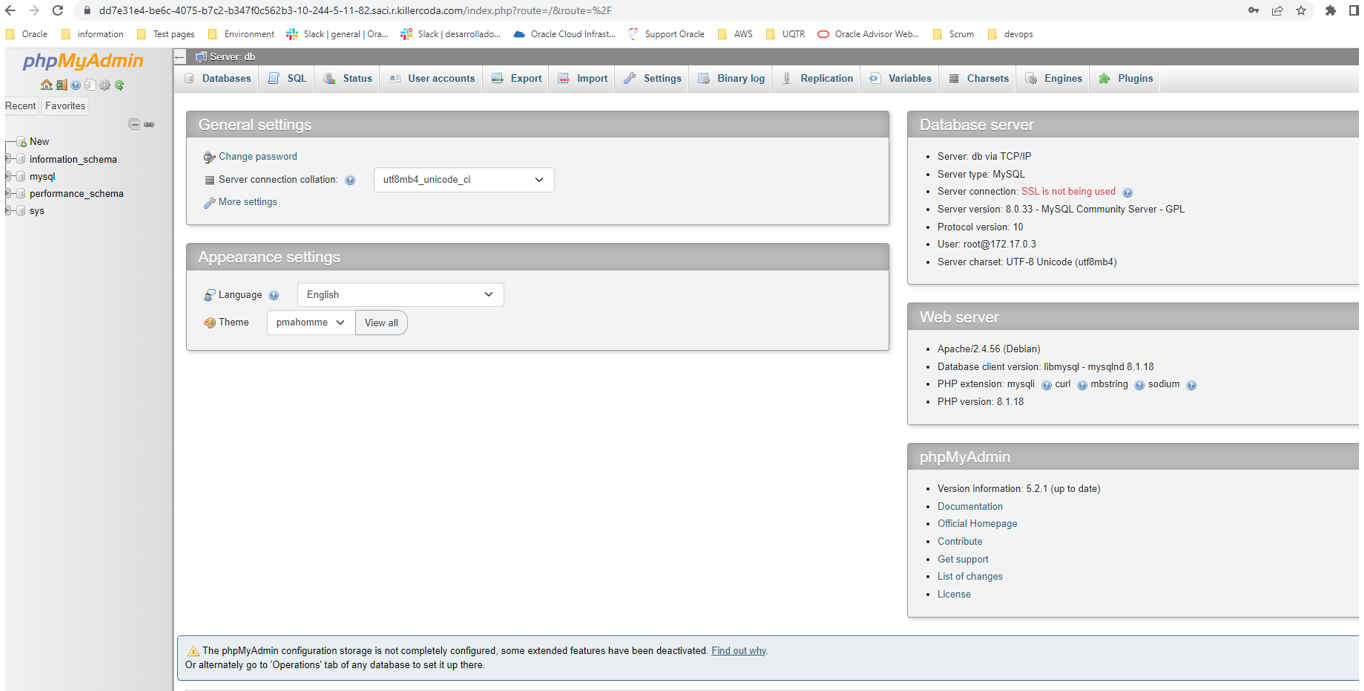 dd7e31e4-be6c-4075-b7c2-b347f0c562b3-10-244-5-11-82.saci.r.killercoda.com/index.php?route=/&route=%2F
Oracle information Test pages Environment Slack | general | Ora... Slack | desarrollado... Oracle Cloud Infrast... Support Oracle AWS UQTR Oracle Advisor Web... Scrum devops
phpMyAdmin
Recent Favorites
New
information_schema
mysql
performance_schema
sys
Server: db
Databases SQL Status User accounts Export Import Settings Binary log Replication Variables Charsets Engines Plugins
General settings
Change password
Server connection collation: utf8mb4_unicode_ci
More settings
Appearance settings
Language English
Theme pmahomme View all
Database server
Server: db via TCP/IP
Server type: MySQL
Server connection: SSL is not being used
Server version: 8.0.33 - MySQL Community Server - GPL
Protocol version: 10
User: root@172.17.0.3
Server charset: UTF-8 Unicode (utf8mb4)
Web server
Apache/2.4.56 (Debian)
Database client version: libmysql - mysqlnd 8.1.18
PHP extension: mysqli curl mbstring sodium
PHP version: 8.1.18
phpMyAdmin
Version information: 5.2.1 (up to date)
Documentation
Official Homepage
Contribute
Get support
List of changes
License
The phpMyAdmin configuration storage is not completely configured, some extended features have been deactivated. Find out why.
Or alternately go to 'Operations' tab of any database to set it up there.